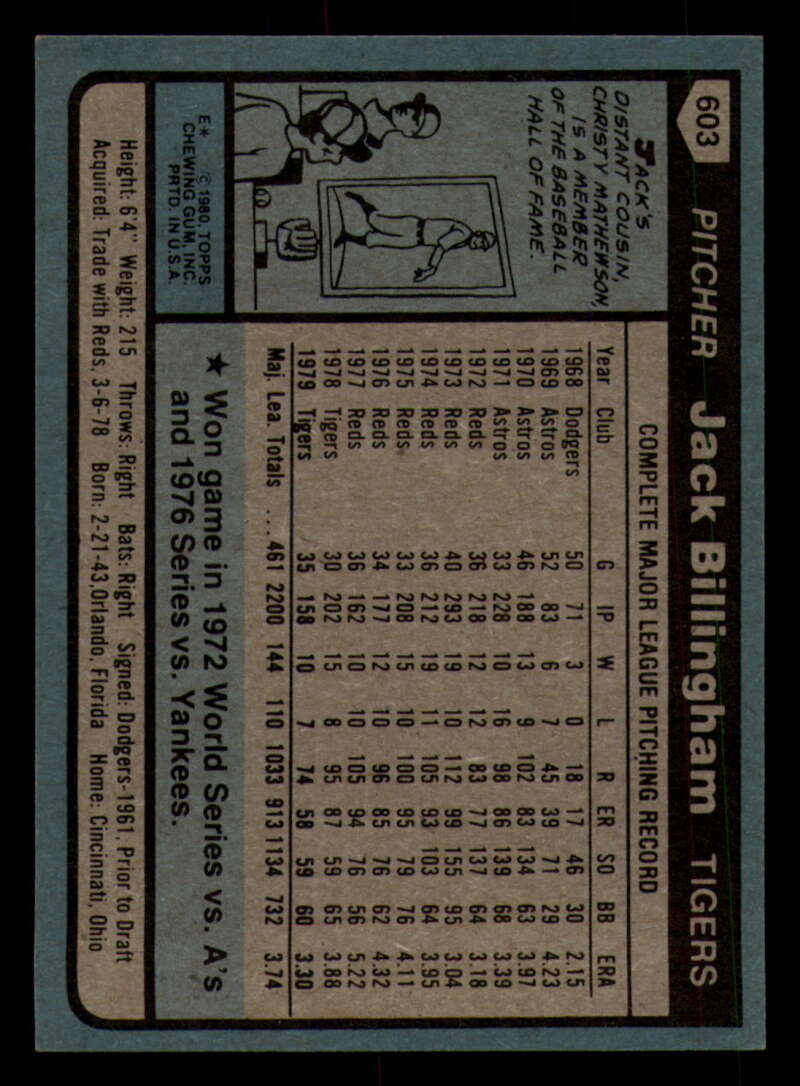 603 PITCHER Jack Billingham TIGERS
JACK'S
DISTANT COUSIN,
CHRISTY MATHEWSON,
IS A MEMBER
OF THE BASEBALL
HALL OF FAME.
E* © 1980 TOPPS
CHEWING GUM, INC.
PRTD. IN U.S.A.
COMPLETE MAJOR LEAGUE PITCHING RECORD
Year Club G IP W L R ER SO BB ERA
1968 Dodgers 50 71 3 0 18 17 46 30 2.15
1969 Astros 52 83 6 7 45 39 71 29 4.23
1970 Astros 46 188 13 9 102 83 134 63 3.97
1971 Astros 33 228 10 16 98 86 139 68 3.39
1972 Reds 36 218 12 12 83 77 137 64 3.18
1973 Reds 40 293 19 10 112 99 155 95 3.04
1974 Reds 36 212 19 11 105 93 103 64 3.95
1975 Reds 33 208 15 10 100 95 79 76 4.11
1976 Reds 34 177 12 10 96 85 76 62 4.32
1977 Reds 36 162 10 10 105 94 76 56 5.22
1978 Tigers 30 202 15 8 95 87 59 65 3.88
1979 Tigers 35 158 10 7 74 58 59 60 3.30
Maj. Lea. Totals ... 461 2200 144 110 1033 913 1134 732 3.74
★ Won game in 1972 World Series vs. A's
and 1976 Series vs. Yankees.
Height: 6'4" Weight: 215 Throws: Right Bats: Right Signed: Dodgers-1961, Prior to Draft
Acquired: Trade with Reds, 3-6-78 Born: 2-21-43, Orlando, Florida Home: Cincinnati, Ohio